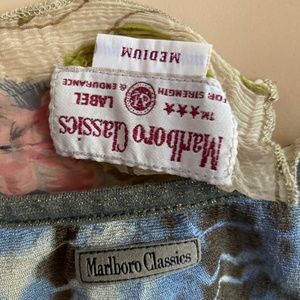 Marlboro Classics
TM ★★★ LABEL
FOR STRENGTH & ENDURANCE
MEDIUM
Marlboro Classics